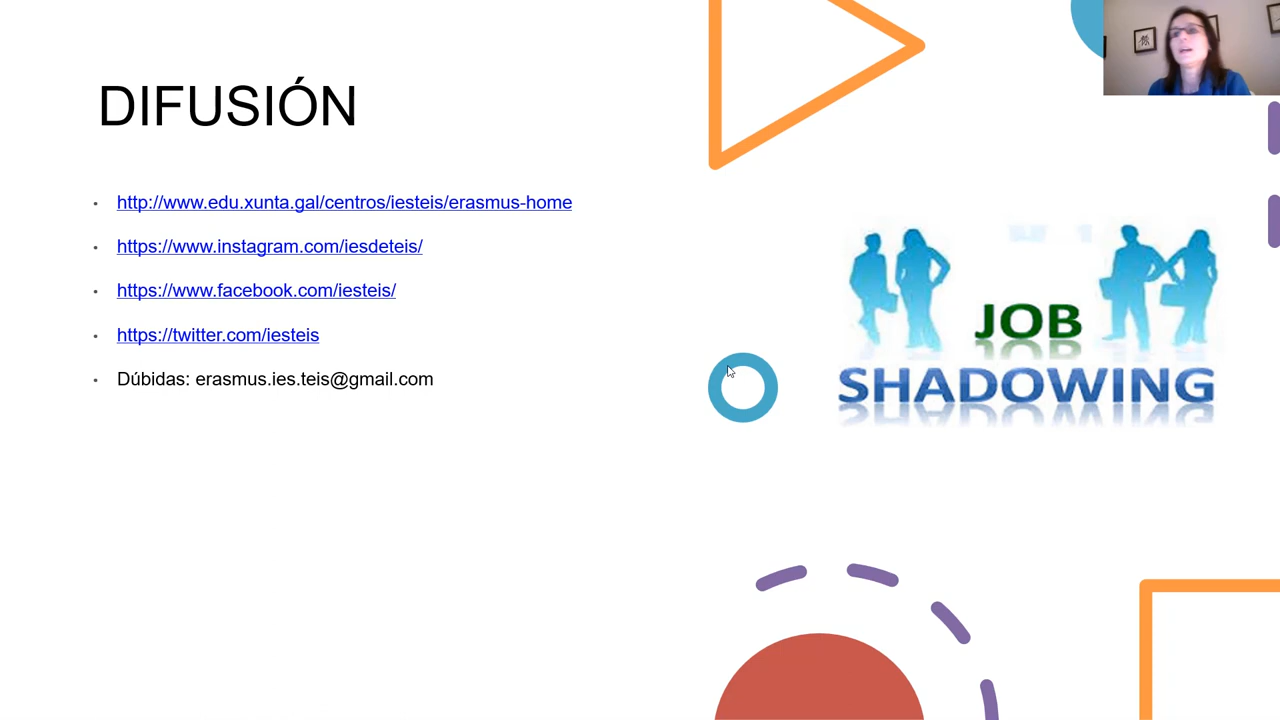 DIFUSIÓN
http://www.edu.xunta.gal/centros/iesteis/erasmus-home
https://www.instagram.com/iesdeteis/
https://www.facebook.com/iesteis/
https://twitter.com/iesteis
Dúbidas: erasmus.ies.teis@gmail.com
JOB
SHADOWING